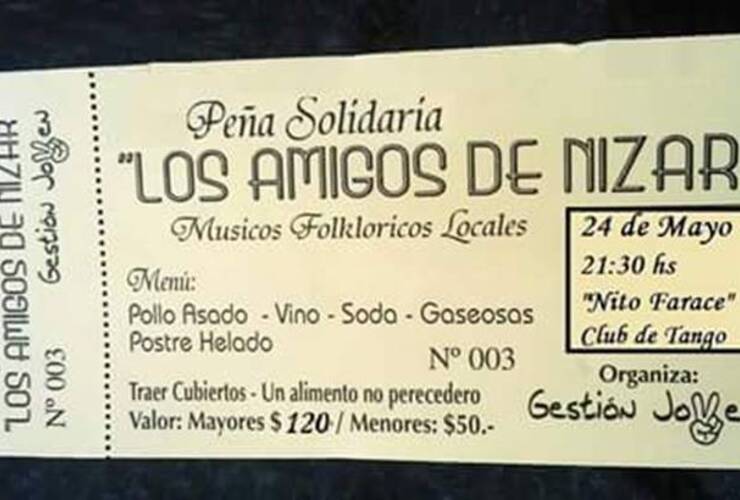 "LOS AMIGOS DE NIZAR
Gestión Joven
Nº 003
Peña Solidaria
"LOS AMIGOS DE NIZAR
Musicos Folkloricos Locales
24 de Mayo
21:30 hs
"Nito Farace"
Club de Tango
Menú:
Pollo Asado - Vino - Soda - Gaseosas
Postre Helado
Nº 003
Traer Cubiertos - Un alimento no perecedero
Valor: Mayores $ 120 / Menores: $50.-
Organiza:
Gestión Jove